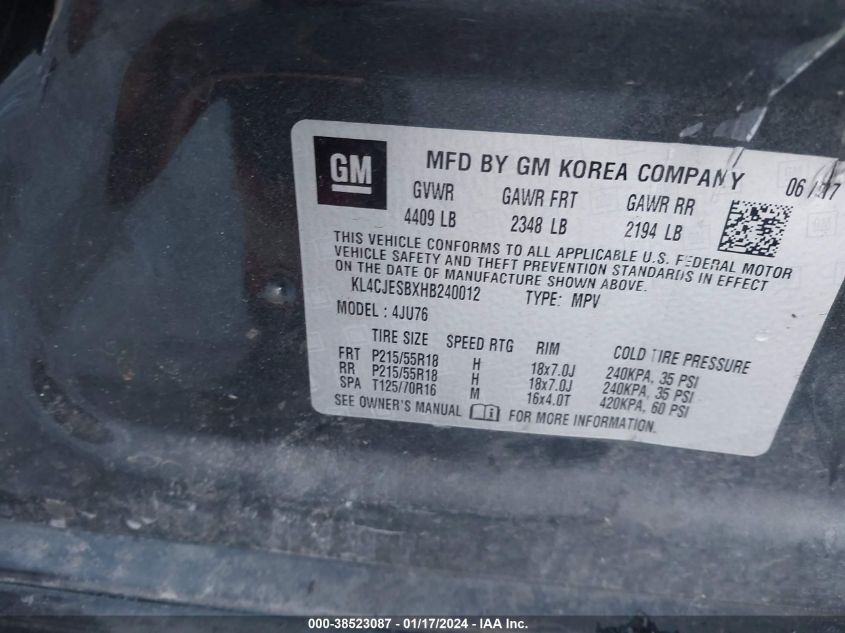 GM
MFD BY GM KOREA COMPANY 06/17
GVWR GAWR FRT GAWR RR
4409 LB 2348 LB 2194 LB
THIS VEHICLE CONFORMS TO ALL APPLICABLE U.S. FEDERAL MOTOR
VEHICLE SAFETY AND THEFT PREVENTION STANDARDS IN EFFECT
ON THE DATE OF MANUFACTURE SHOWN ABOVE.
KL4CJESBXHB240012 TYPE: MPV
MODEL : 4JU76
TIRE SIZE SPEED RTG RIM COLD TIRE PRESSURE
FRT P215/55R18 H 18x7.0J 240KPA, 35 PSI
RR P215/55R18 H 18x7.0J 240KPA, 35 PSI
SPA T125/70R16 M 16x4.0T 420KPA, 60 PSI
SEE OWNER'S MANUAL FOR MORE INFORMATION.
000-38523087 - 01/17/2024 - IAA Inc.